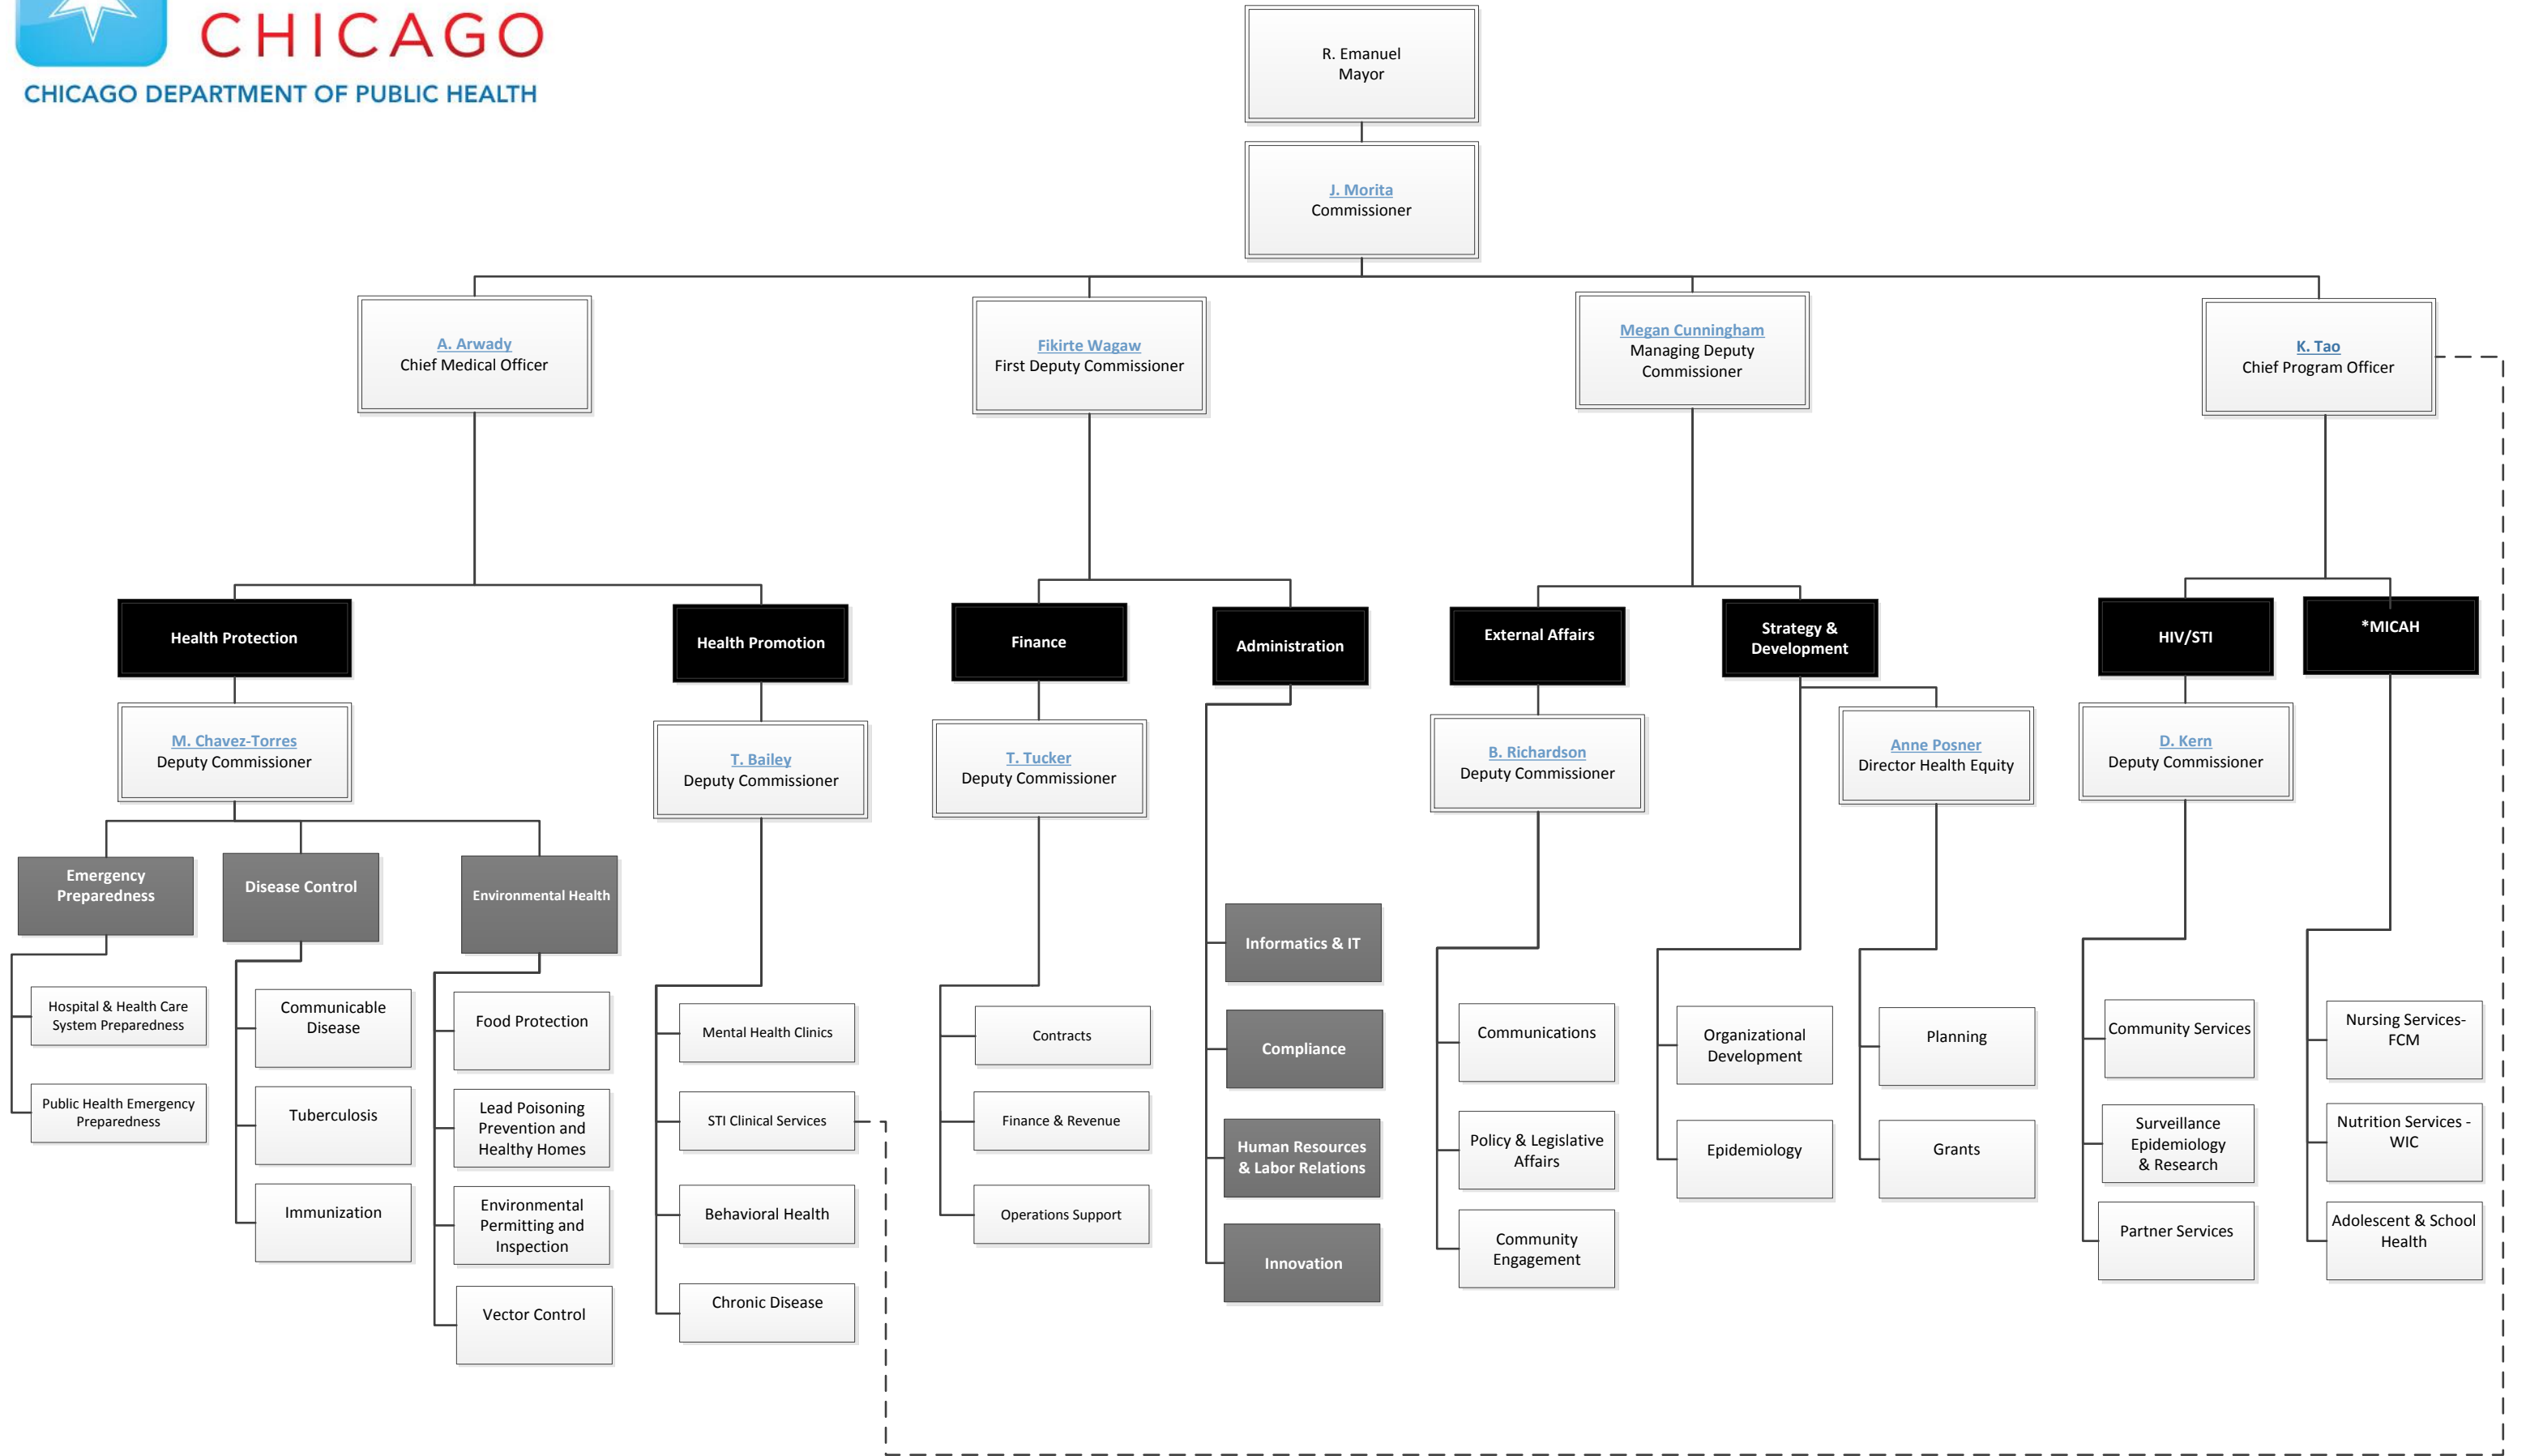 CHICAGO
CHICAGO DEPARTMENT OF PUBLIC HEALTH
R. Emanuel
Mayor
J. Morita
Commissioner
A. Arwady
Chief Medical Officer
Fikirte Wagaw
First Deputy Commissioner
Megan Cunningham
Managing Deputy
Commissioner
K. Tao
Chief Program Officer
Health Protection
Health Promotion
Finance
Administration
External Affairs
Strategy &
Development
HIV/STI
*MICAH
M. Chavez-Torres
Deputy Commissioner
T. Bailey
Deputy Commissioner
T. Tucker
Deputy Commissioner
B. Richardson
Deputy Commissioner
Anne Posner
Director Health Equity
D. Kern
Deputy Commissioner
Emergency
Preparedness
Disease Control
Environmental Health
Hospital & Health Care
System Preparedness
Public Health Emergency
Preparedness
Communicable
Disease
Tuberculosis
Immunization
Food Protection
Lead Poisoning
Prevention and
Healthy Homes
Environmental
Permitting and
Inspection
Vector Control
Mental Health Clinics
STI Clinical Services
Behavioral Health
Chronic Disease
Contracts
Finance & Revenue
Operations Support
Informatics & IT
Compliance
Human Resources
& Labor Relations
Innovation
Communications
Policy & Legislative
Affairs
Community
Engagement
Organizational
Development
Epidemiology
Planning
Grants
Community Services
Surveillance
Epidemiology
& Research
Partner Services
Nursing Services-
FCM
Nutrition Services -
WIC
Adolescent & School
Health